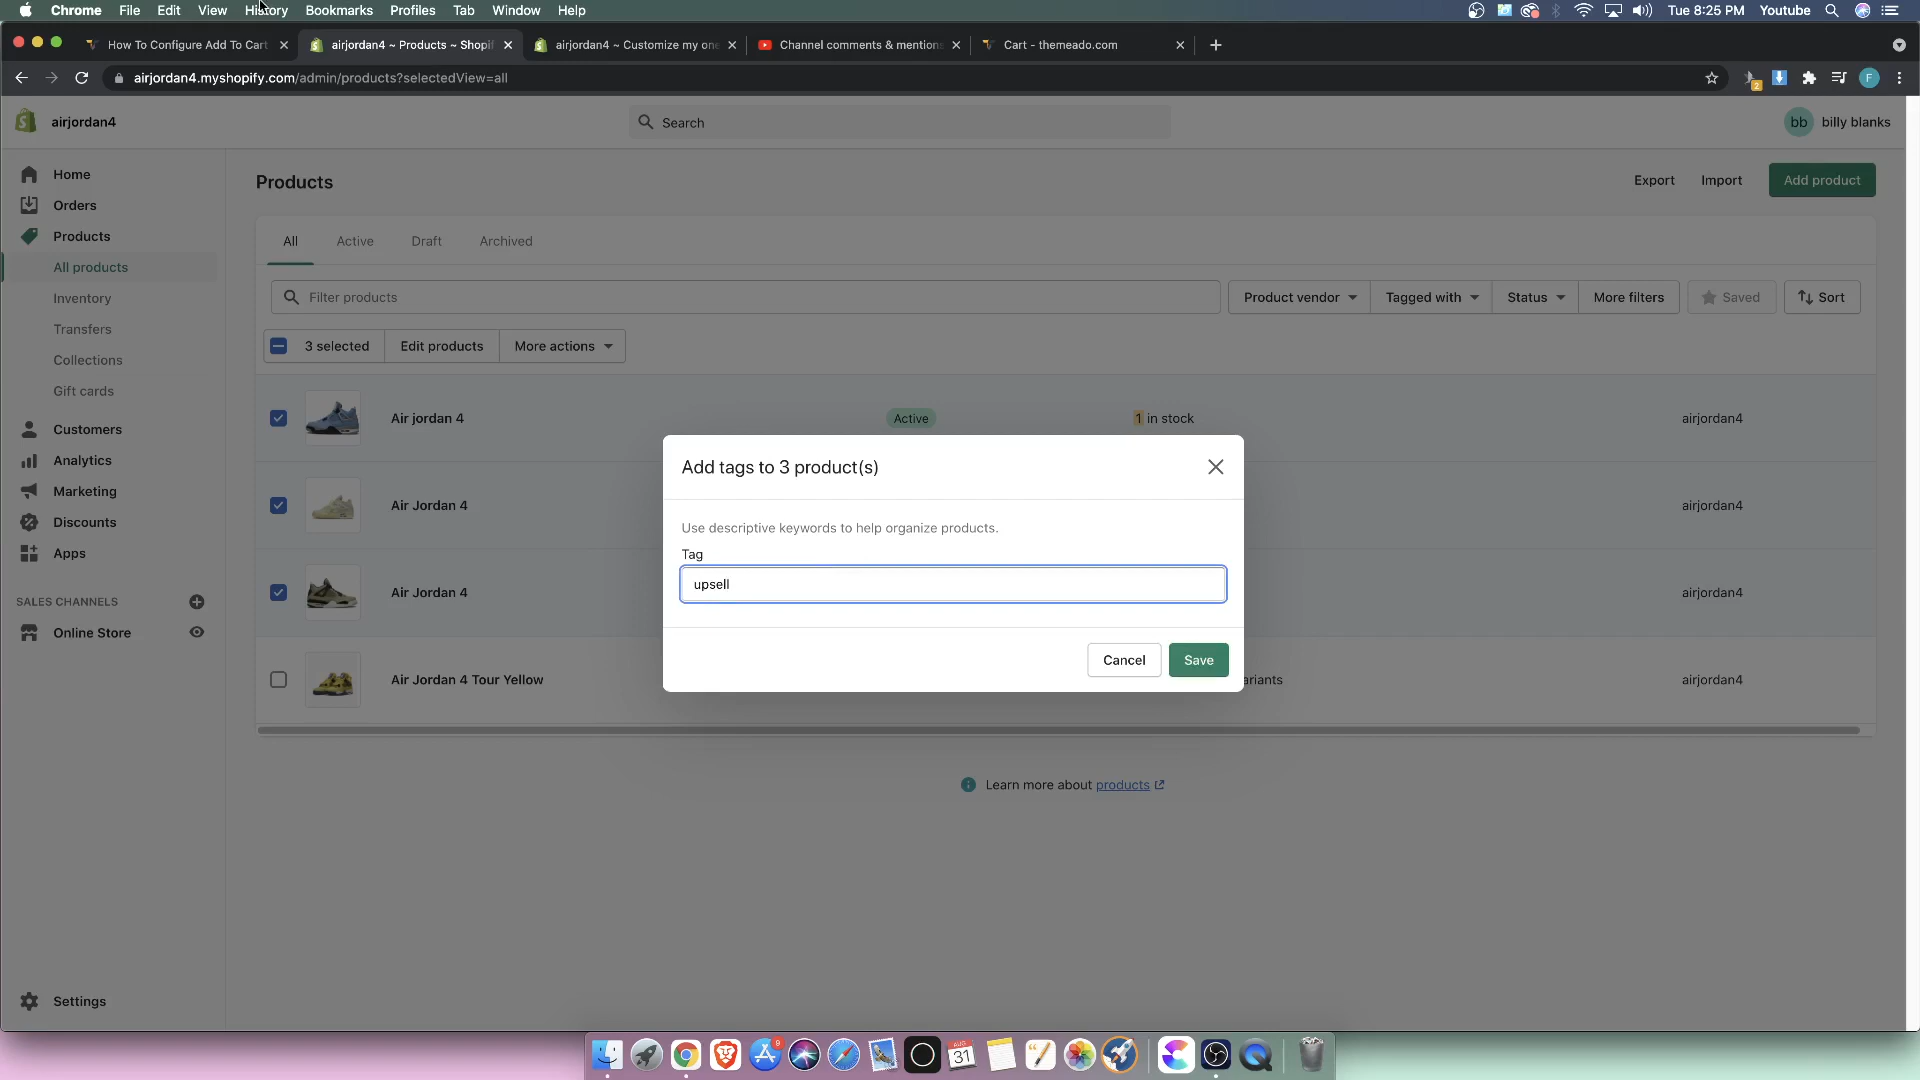 Chrome File Edit View History Bookmarks Profiles Tab Window Help Tue 8:25 PM Youtube
How To Configure Add To Cart airjordan4 ~ Products ~ Shopif airjordan4 ~ Customize my one Channel comments & mentions Cart - themeado.com
airjordan4.myshopify.com/admin/products?selectedView=all 2 F
airjordan4 Search bb billy blanks
Home
Orders
Products
All products
Inventory
Transfers
Collections
Gift cards
Customers
Analytics
Marketing
Discounts
Apps
SALES CHANNELS
Online Store
Settings
Products Export Import Add product
All Active Draft Archived
Filter products Product vendor Tagged with Status More filters Saved Sort
3 selected Edit products More actions
Air jordan 4 Active 1 in stock airjordan4
Air Jordan 4 airjordan4
Air Jordan 4 airjordan4
Air Jordan 4 Tour Yellow ariants airjordan4
Add tags to 3 product(s)
Use descriptive keywords to help organize products.
Tag
upsell
Cancel Save
Learn more about products
9
AUG
31